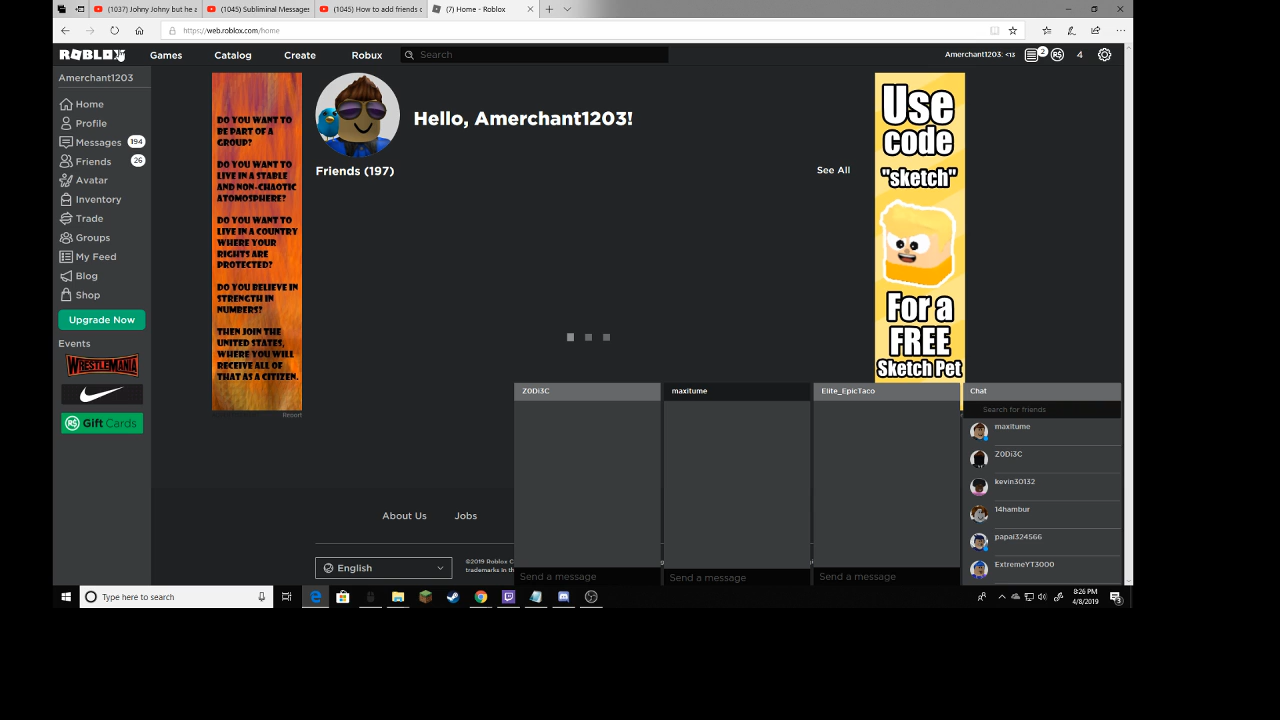 (1037) Johny Johny but he a
(1045) Subliminal Messages
(1045) How to add friends o
(7) Home - Roblox
https://web.roblox.com/home
ROBLOX
Games
Catalog
Create
Robux
Search
Amerchant1203: <13
2
4
Amerchant1203
Home
Profile
Messages 194
Friends 26
Avatar
Inventory
Trade
Groups
My Feed
Blog
Shop
Upgrade Now
Events
WRESTLEMANIA
Gift Cards
DO YOU WANT TO
BE PART OF A
GROUP?
DO YOU WANT TO
LIVE IN A STABLE
AND NON-CHAOTIC
ATOMOSPHERE?
DO YOU WANT TO
LIVE IN A COUNTRY
WHERE YOUR
RIGHTS ARE
PROTECTED?
DO YOU BELIEVE IN
STRENGTH IN
NUMBERS?
THEN JOIN THE
UNITED STATES,
WHERE YOU WILL
RECEIVE ALL OF
THAT AS A CITIZEN.
Report
Hello, Amerchant1203!
Friends (197)
See All
Use
code
"sketch"
For a
FREE
Sketch Pet
Z0Di3C
Send a message
maxitume
Send a message
Elite_EpicTaco
Send a message
Chat
Search for friends
maxitume
Z0Di3C
kevin30132
14hambur
papai324566
ExtremeYT3000
About Us
Jobs
English
©2019 Roblox C
trademarks in th
Type here to search
8:26 PM
4/8/2019
3